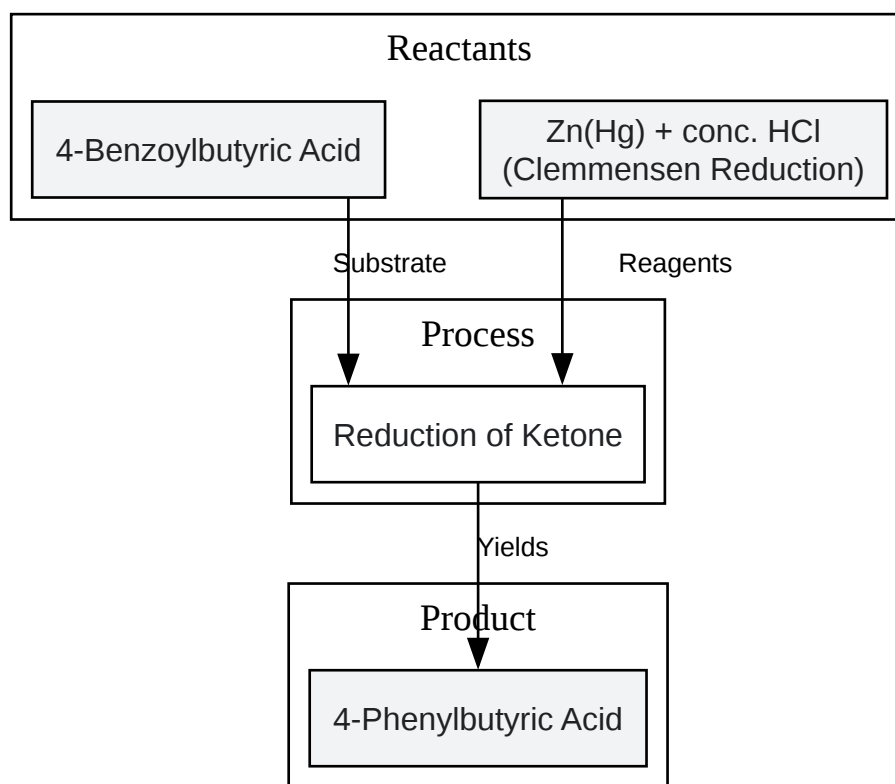 Reactants
4-Benzoylbutyric Acid
Zn(Hg) + conc. HCl
(Clemmensen Reduction)
Substrate
Reagents
Process
Reduction of Ketone
Yields
Product
4-Phenylbutyric Acid